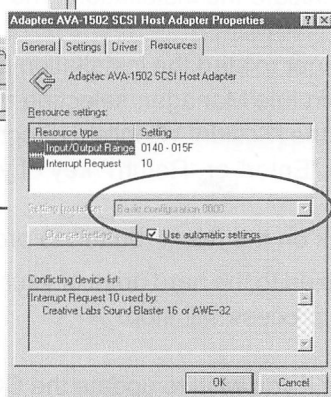 Adaptec AVA-1502 SCSI Host Adapter Properties
General Settings Driver Resources
Adaptec AVA-1502 SCSI Host Adapter
Resource settings:
Resource type Setting
Input/Output Range 0140 - 015F
Interrupt Request 10
Setting based on: Basic configuration 0000
Change Setting... Use automatic settings
Conflicting device list:
Interrupt Request 10 used by:
Creative Labs Sound Blaster 16 or AWE-32
OK Cancel